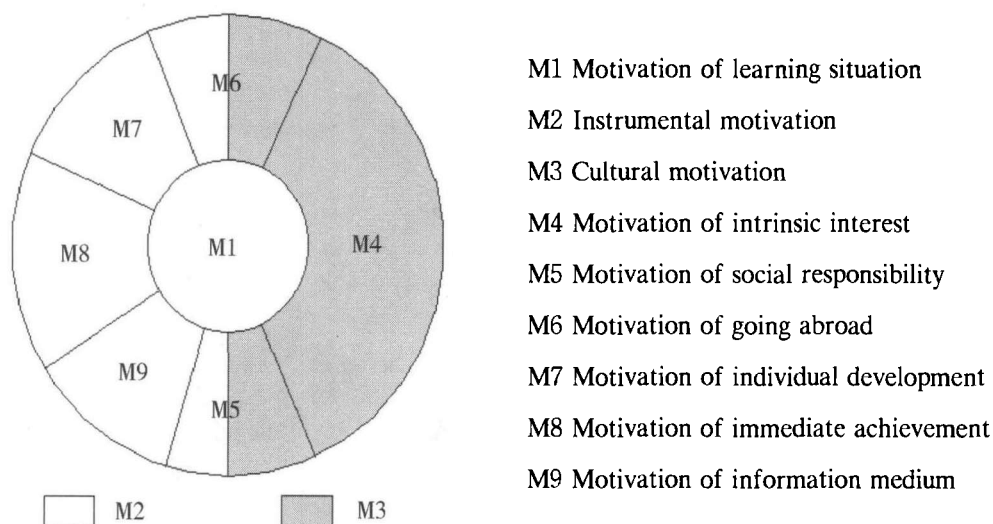 M6
M7
M8
M1
M4
M9
M5
M2
M3
M1 Motivation of learning situation
M2 Instrumental motivation
M3 Cultural motivation
M4 Motivation of intrinsic interest
M5 Motivation of social responsibility
M6 Motivation of going abroad
M7 Motivation of individual development
M8 Motivation of immediate achievement
M9 Motivation of information medium